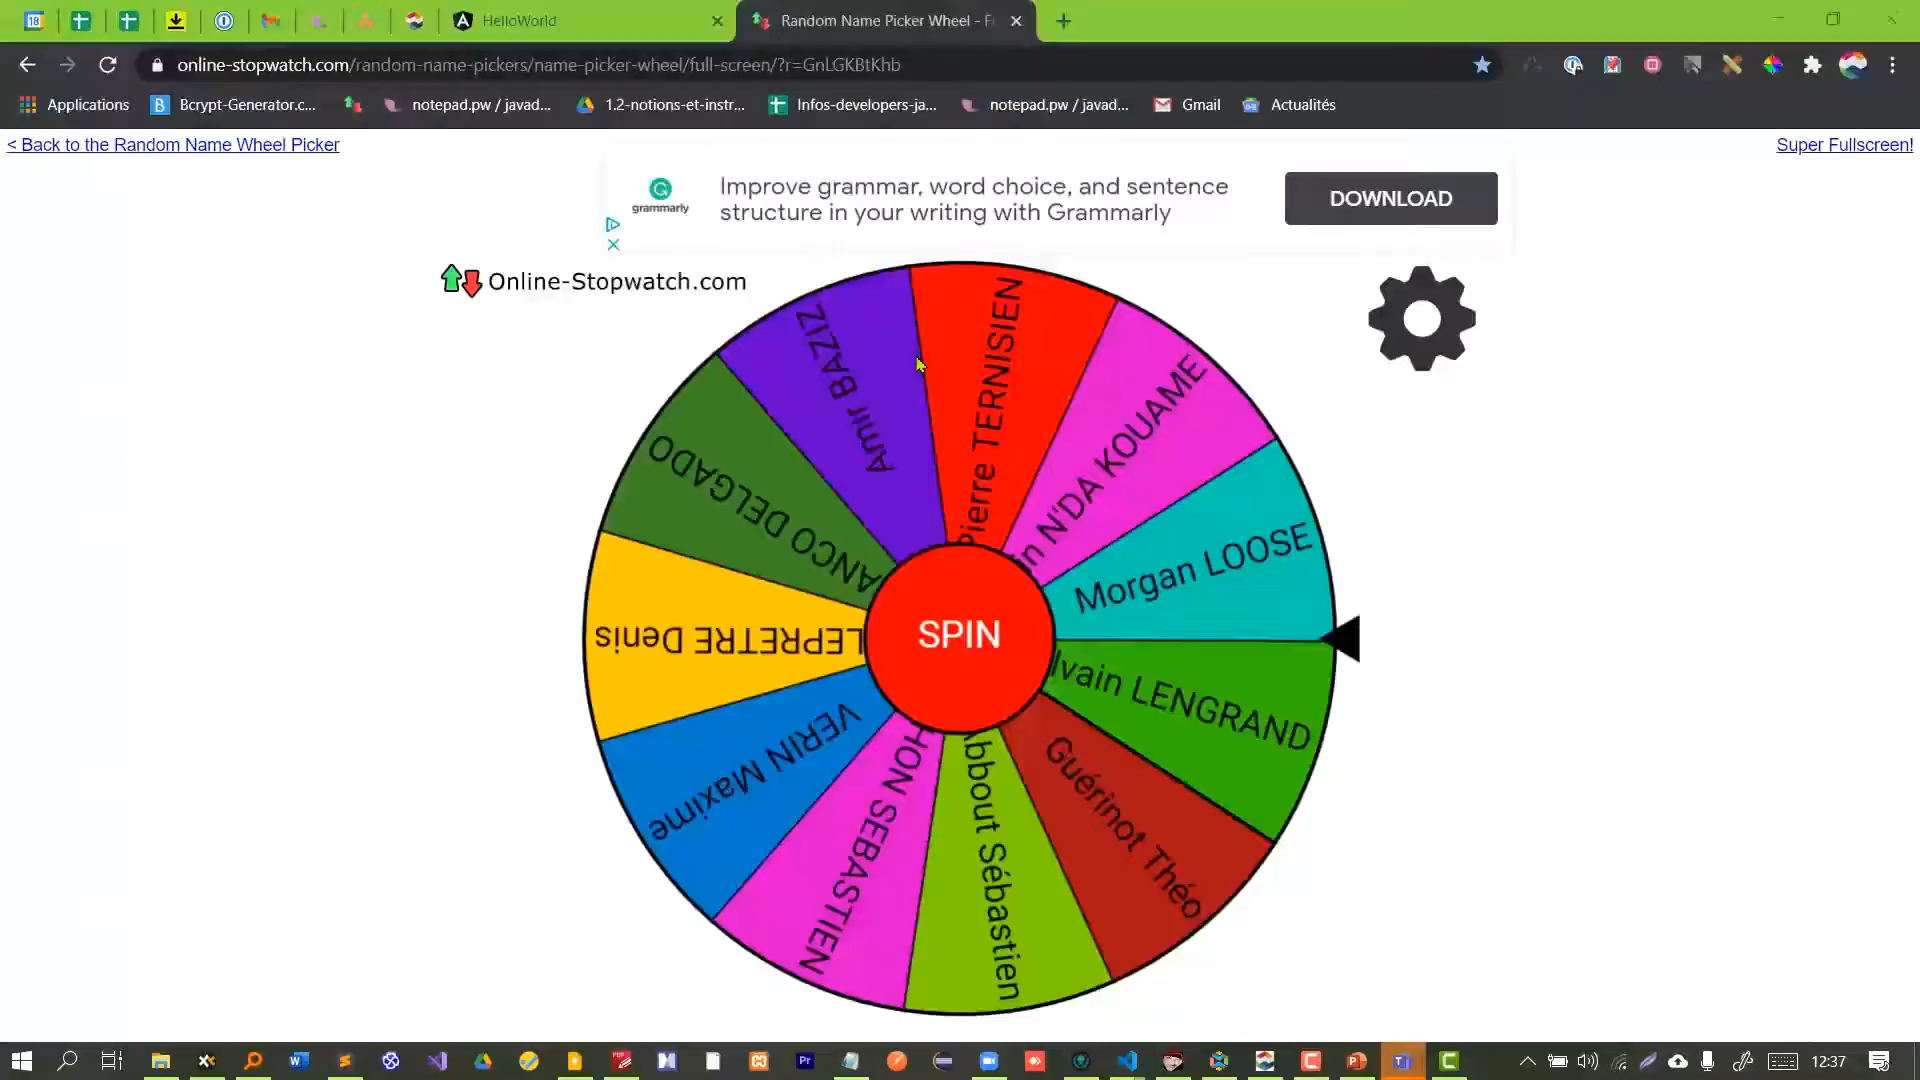 HelloWorld
Random Name Picker Wheel - F
online-stopwatch.com/random-name-pickers/name-picker-wheel/full-screen/?r=GnLGKBtKhb
Applications
Bcrypt-Generator.c...
notepad.pw / javad...
1.2-notions-et-instr...
Infos-developers-ja...
notepad.pw / javad...
Gmail
Actualités
< Back to the Random Name Wheel Picker
Super Fullscreen!
grammarly
Improve grammar, word choice, and sentence
structure in your writing with Grammarly
DOWNLOAD
Online-Stopwatch.com
Amir BAZIZ
Pierre TERNISIEN
in N'DA KOUAME
Morgan LOOSE
lvain LENGRAND
Guérinot Théo
bbout Sébastien
HON SEBASTIEN
VERIN Maxime
LEPRETRE Denis
ANCO DELGADO
SPIN
12:37